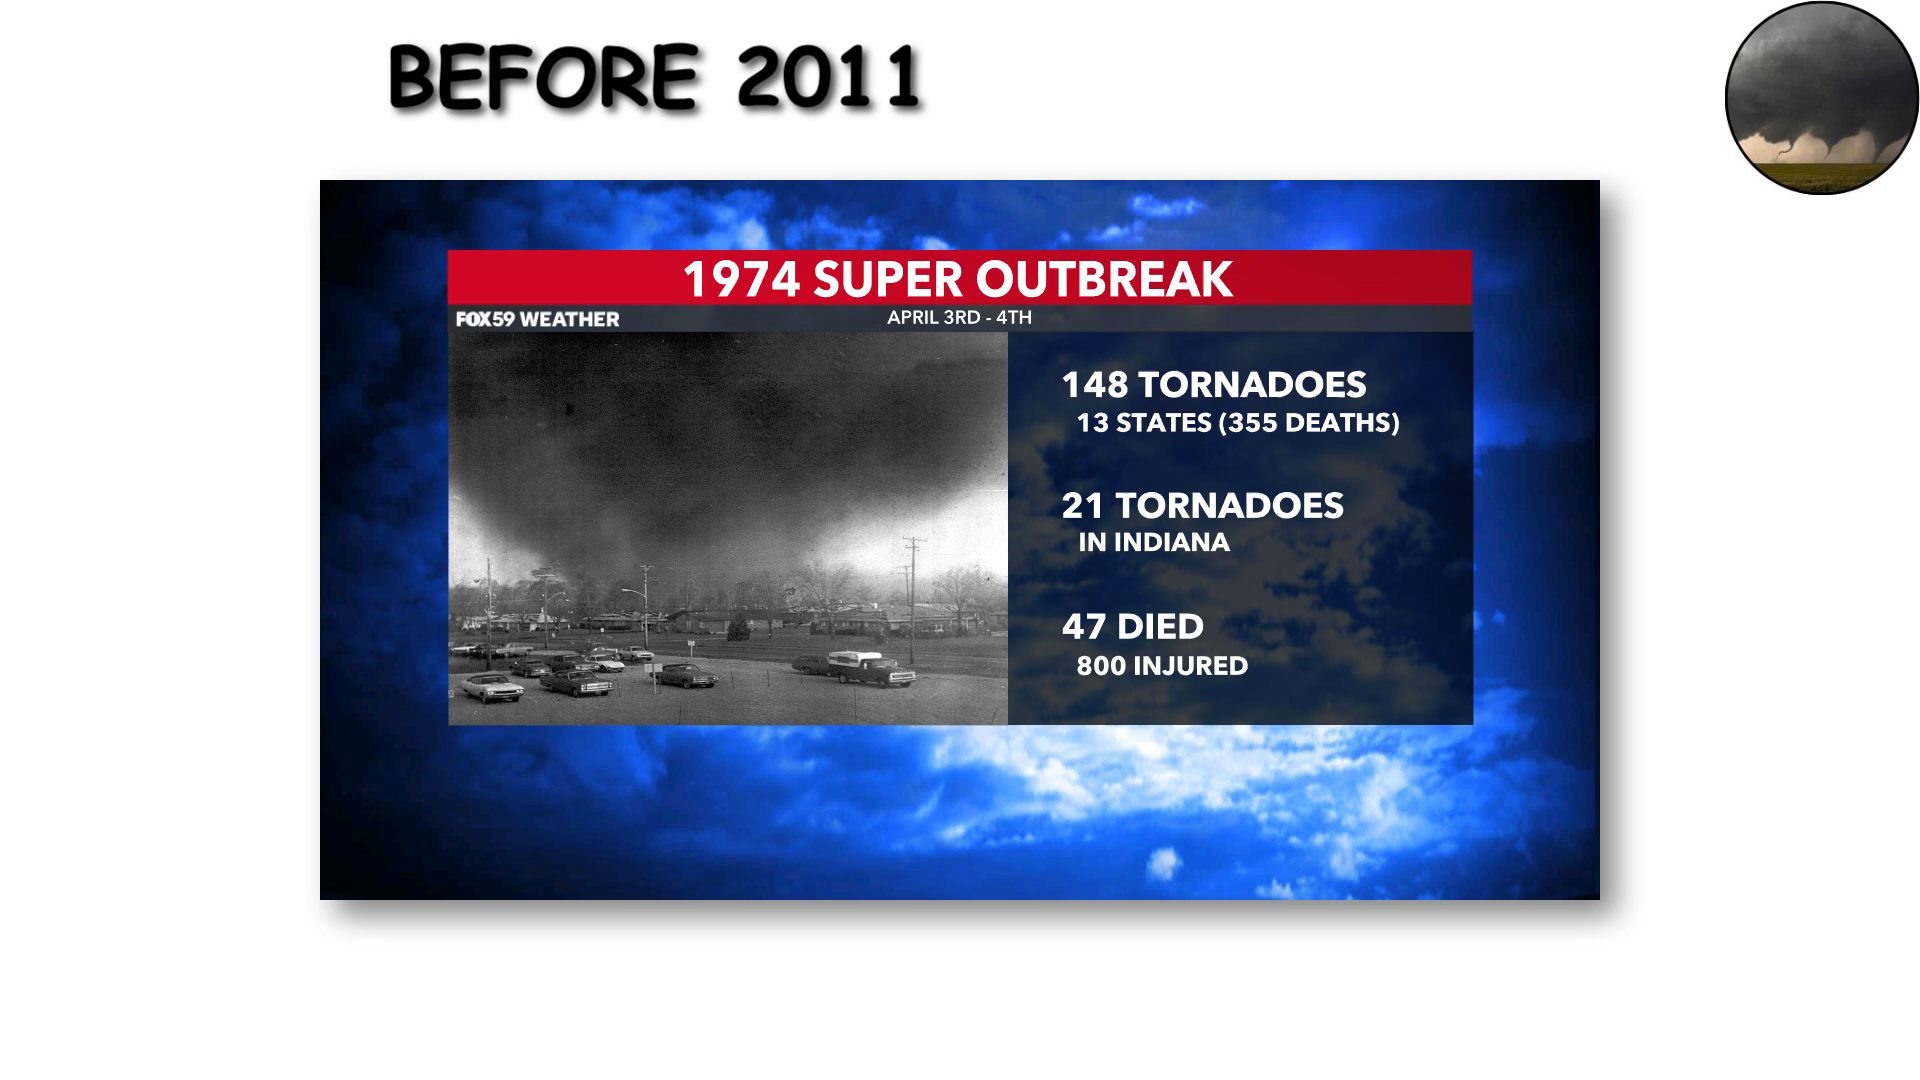 BEFORE 2011
1974 SUPER OUTBREAK
FOX59 WEATHER
APRIL 3RD - 4TH
148 TORNADOES
13 STATES (355 DEATHS)
21 TORNADOES
IN INDIANA
47 DIED
800 INJURED